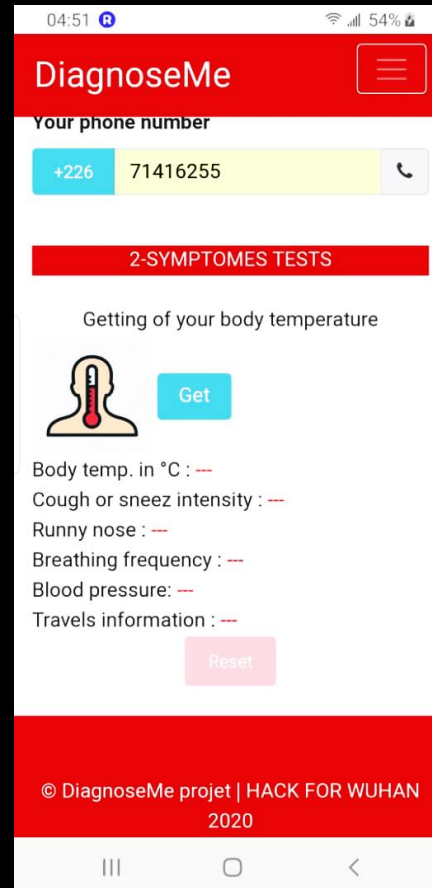 04:51 R 54%
DiagnoseMe
Your phone number
+226 71416255
2-SYMPTOMES TESTS
Getting of your body temperature
Get
Body temp. in °C : ---
Cough or sneez intensity : ---
Runny nose : ---
Breathing frequency : ---
Blood pressure: ---
Travels information : ---
Reset
© DiagnoseMe projet | HACK FOR WUHAN
2020